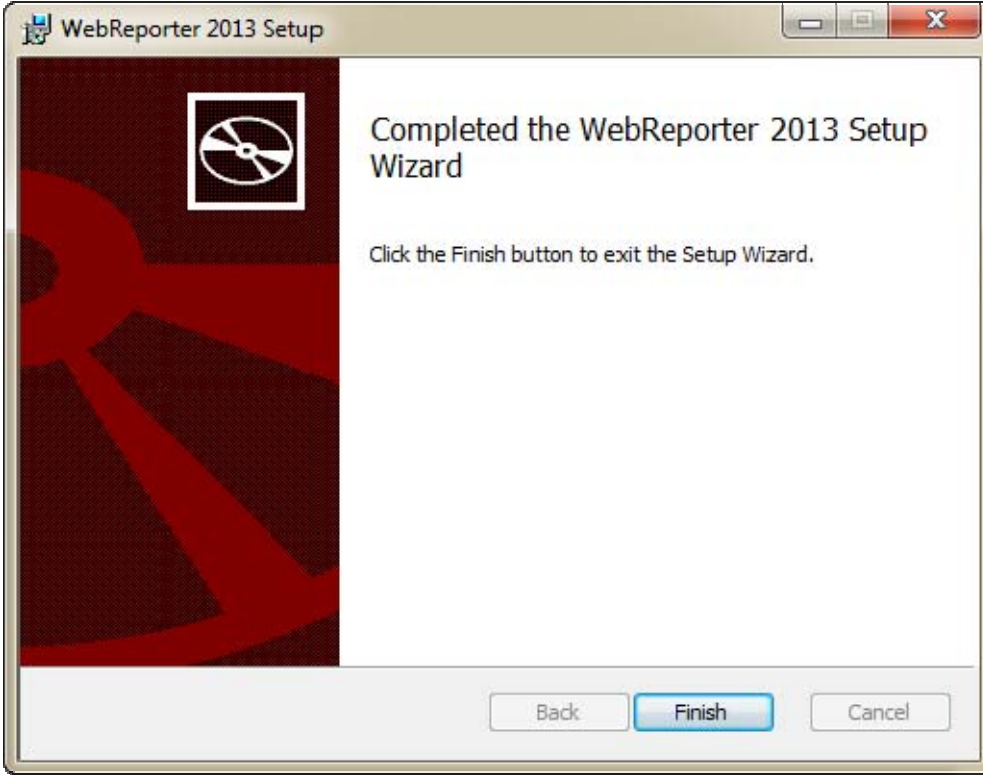 WebReporter 2013 Setup
Completed the WebReporter 2013 Setup
Wizard
Click the Finish button to exit the Setup Wizard.
Back Finish Cancel